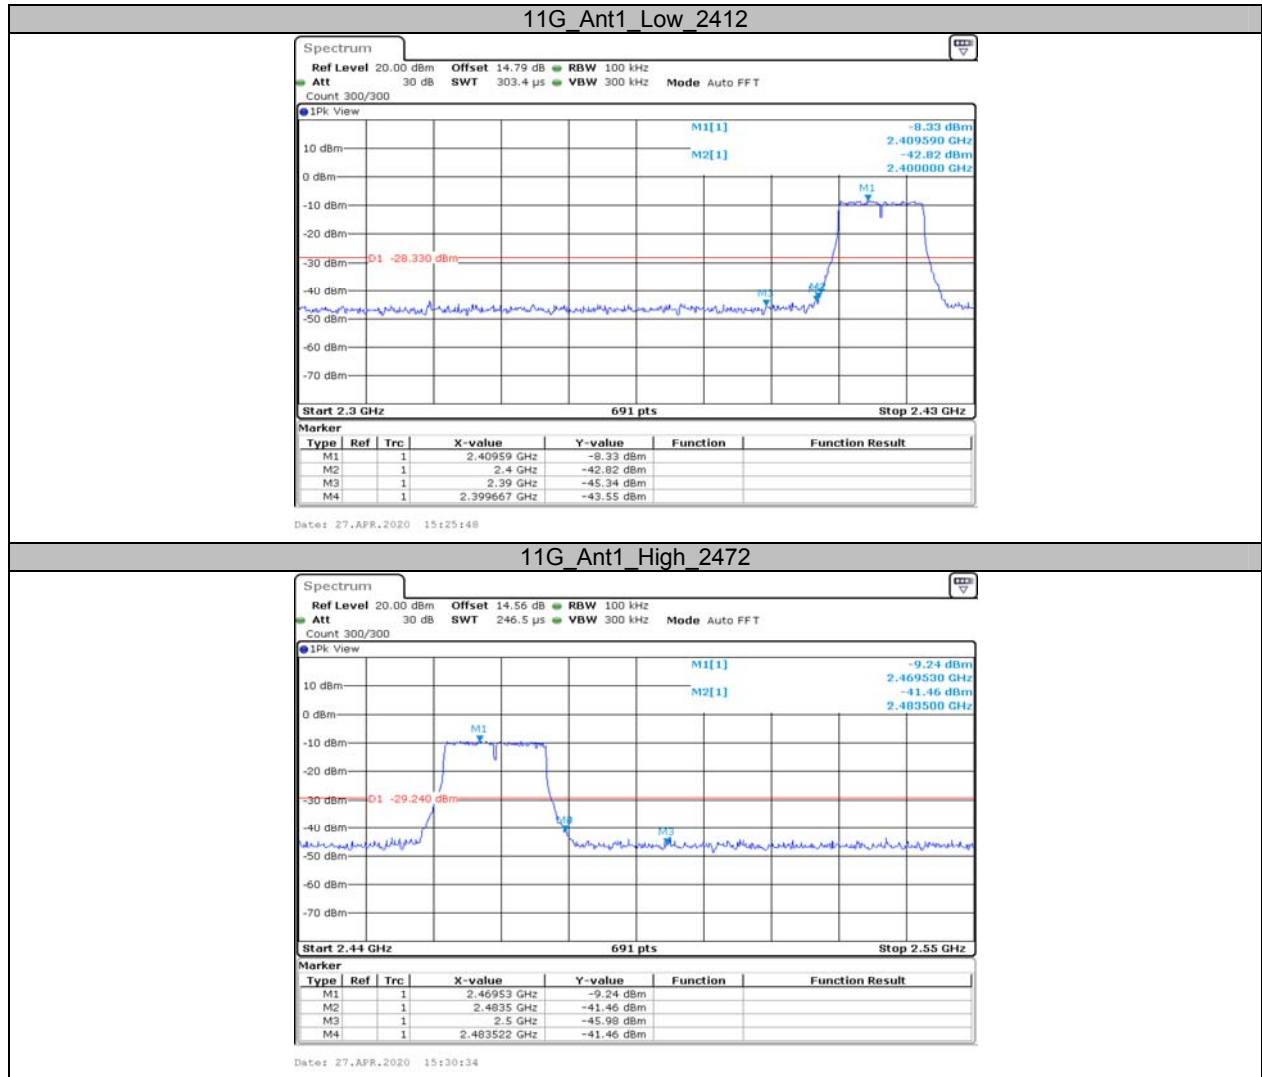 11G_Ant1_Low_2412
Spectrum
Ref Level 20.00 dBm Offset 14.79 dB RBW 100 kHz
Att 30 dB SWT 303.4 µs VBW 300 kHz Mode Auto FFT
Count 300/300
1Pk View
M1[1] -8.33 dBm
2.409590 GHz
10 dBm
M2[1] -42.82 dBm
2.400000 GHz
0 dBm
M1
-10 dBm
-20 dBm
D1 -28.330 dBm
-30 dBm
-40 dBm
M3
M2
-50 dBm
-60 dBm
-70 dBm
Start 2.3 GHz 691 pts Stop 2.43 GHz
Marker
Type Ref Trc X-value Y-value Function Function Result
M1 1 2.40959 GHz -8.33 dBm
M2 1 2.4 GHz -42.82 dBm
M3 1 2.39 GHz -45.34 dBm
M4 1 2.399667 GHz -43.55 dBm
Date: 27.APR.2020 15:25:48
11G_Ant1_High_2472
Spectrum
Ref Level 20.00 dBm Offset 14.56 dB RBW 100 kHz
Att 30 dB SWT 246.5 µs VBW 300 kHz Mode Auto FFT
Count 300/300
1Pk View
M1[1] -9.24 dBm
2.469530 GHz
10 dBm
M2[1] -41.46 dBm
2.483500 GHz
0 dBm
M1
-10 dBm
-20 dBm
-30 dBm D1 -29.240 dBm
-40 dBm
M3
-50 dBm
-60 dBm
-70 dBm
Start 2.44 GHz 691 pts Stop 2.55 GHz
Marker
Type Ref Trc X-value Y-value Function Function Result
M1 1 2.46953 GHz -9.24 dBm
M2 1 2.4835 GHz -41.46 dBm
M3 1 2.5 GHz -45.98 dBm
M4 1 2.483522 GHz -41.46 dBm
Date: 27.APR.2020 15:30:34